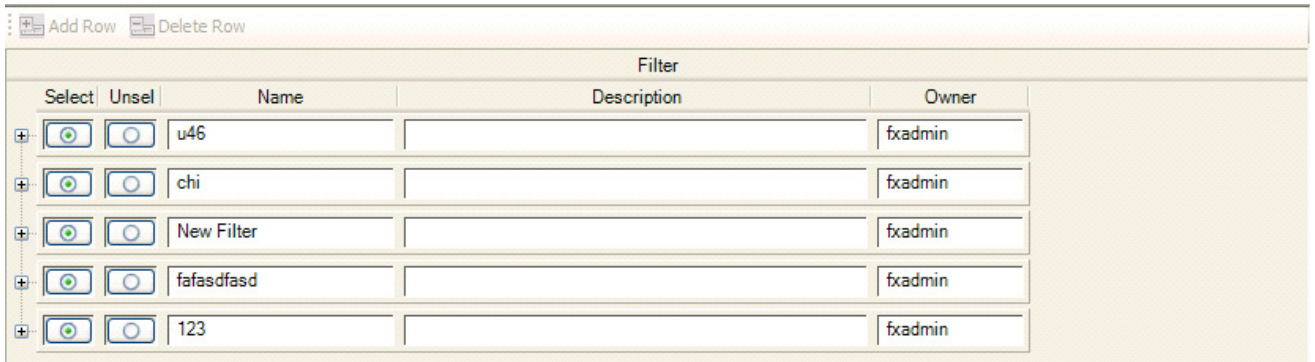 Add Row Delete Row
Filter
Select Unsel Name Description Owner
u46 fxadmin
chi fxadmin
New Filter fxadmin
fafasdfasd fxadmin
123 fxadmin